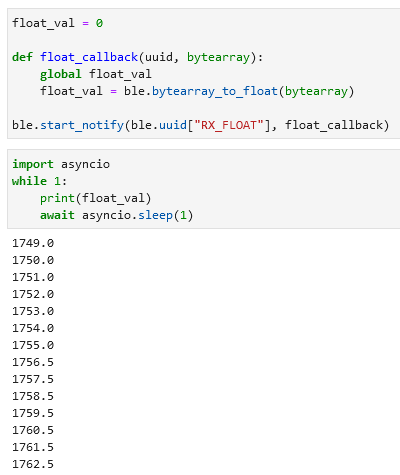 float_val = 0
def float_callback(uuid, bytearray):
    global float_val
    float_val = ble.bytearray_to_float(bytearray)
ble.start_notify(ble.uuid["RX_FLOAT"], float_callback)
import asyncio
while 1:
    print(float_val)
    await asyncio.sleep(1)
1749.0
1750.0
1751.0
1752.0
1753.0
1754.0
1755.0
1756.5
1757.5
1758.5
1759.5
1760.5
1761.5
1762.5